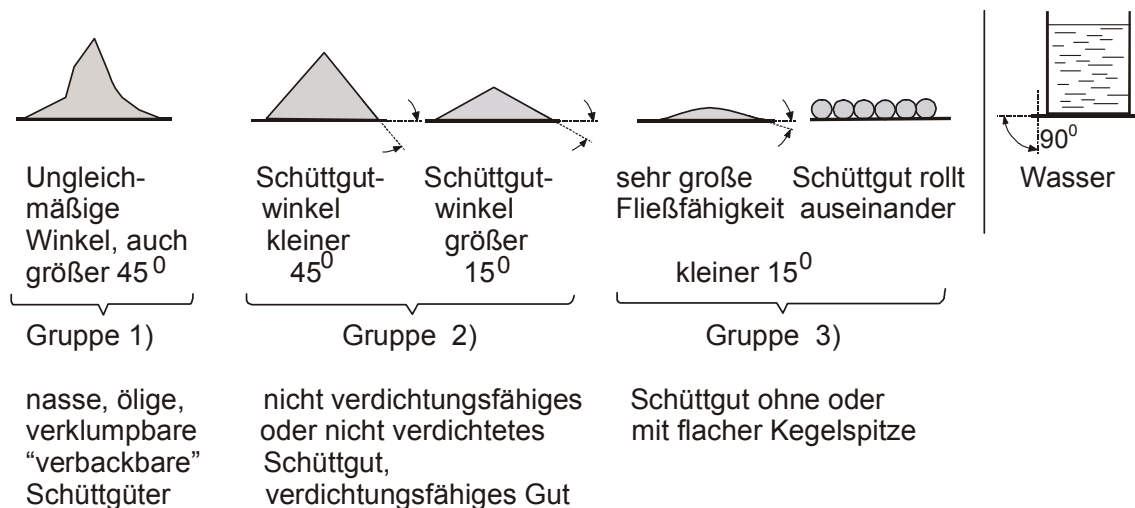 90⁰
Ungleich-
mäßige
Winkel, auch
größer 45⁰
Schüttgut-
winkel
kleiner
45⁰
Schüttgut-
winkel
größer
15⁰
sehr große
Fließfähigkeit
Schüttgut rollt
auseinander
kleiner 15⁰
Wasser
Gruppe 1)
Gruppe 2)
Gruppe 3)
nasse, ölige,
verklumpbare
“verbackbare”
Schüttgüter
nicht verdichtungsfähiges
oder nicht verdichtetes
Schüttgut,
verdichtungsfähiges Gut
Schüttgut ohne oder
mit flacher Kegelspitze